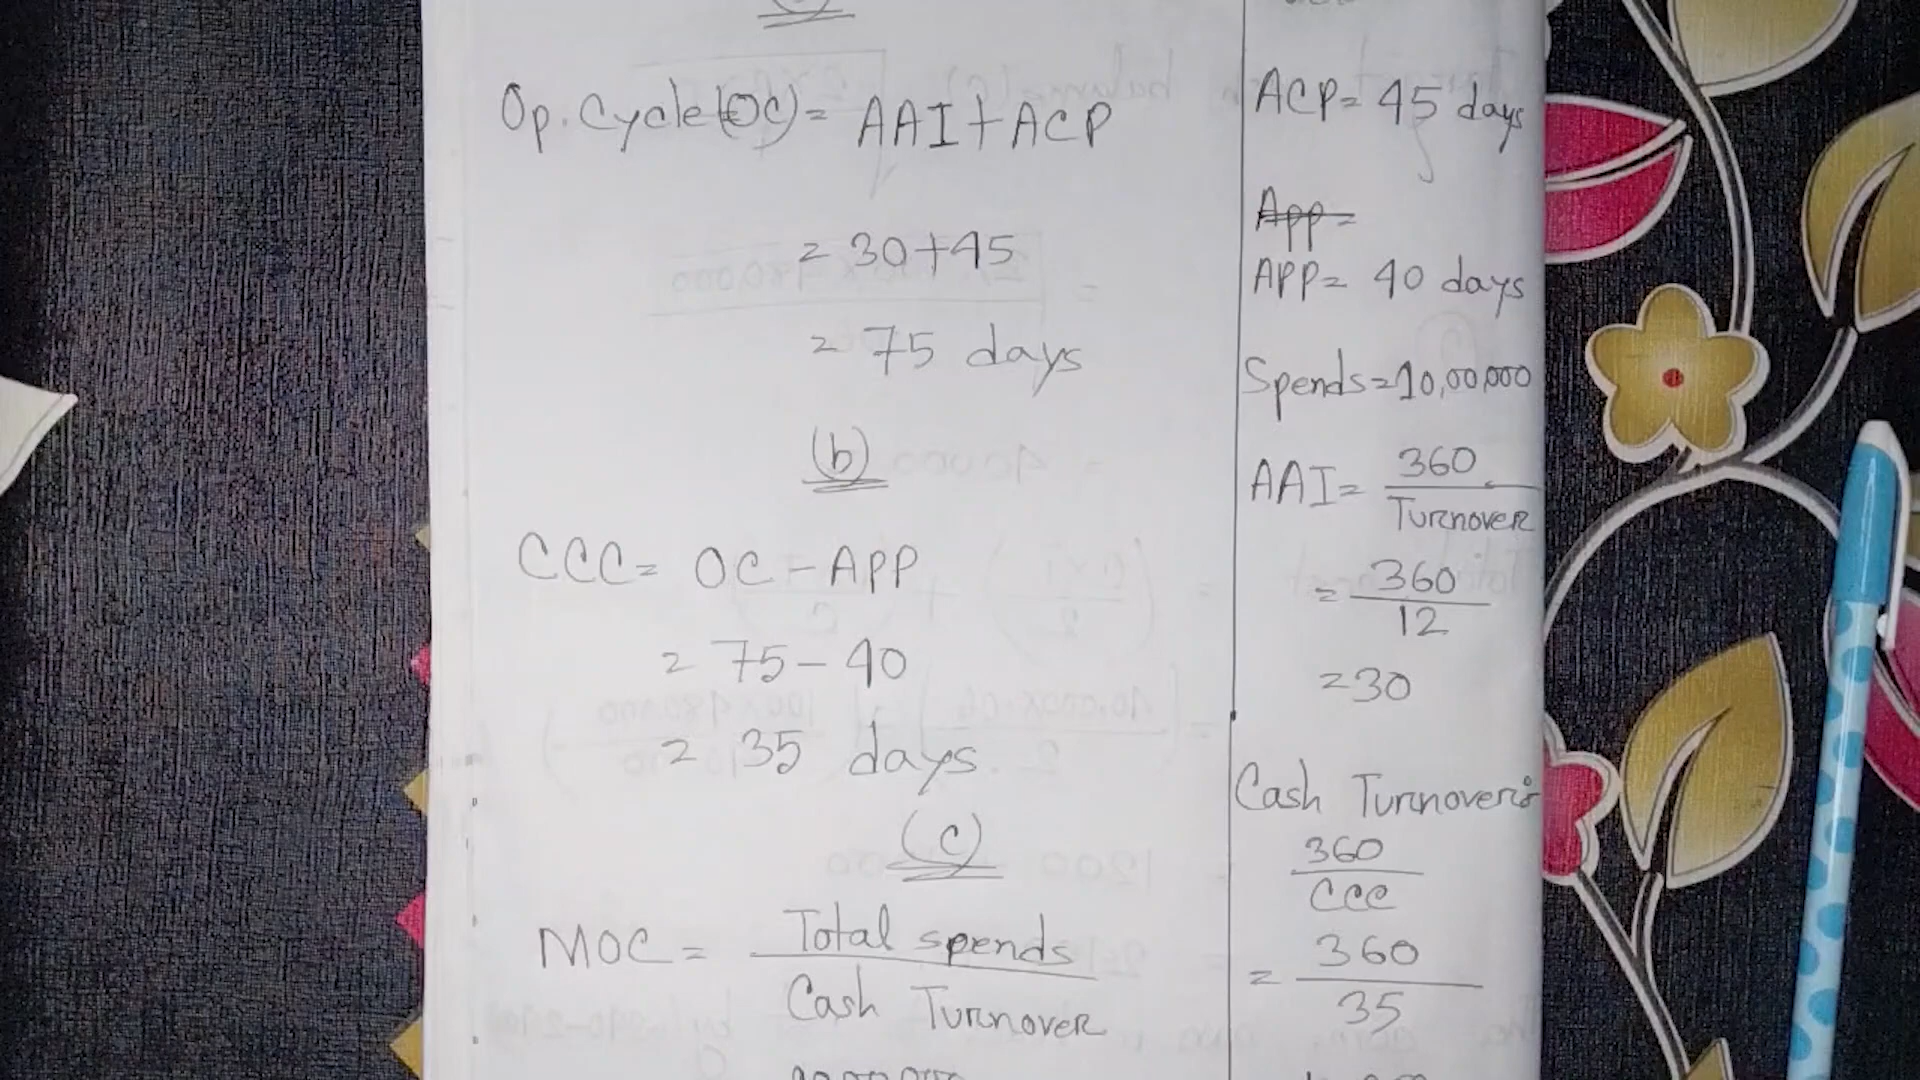 Op. Cycle(OC) = AAI + ACP
= 30+45
= 75 days
(b)
CCC = OC - APP
= 75 - 40
= 35 days.
(c)
MOC = Total spends
Cash Turnover
ACP = 45 days
App =
APP = 40 days
Spends = 10,00,000
AAI = 360
Turnover
= 360
12
= 30
Cash Turnover:
360
CCC
= 360
35